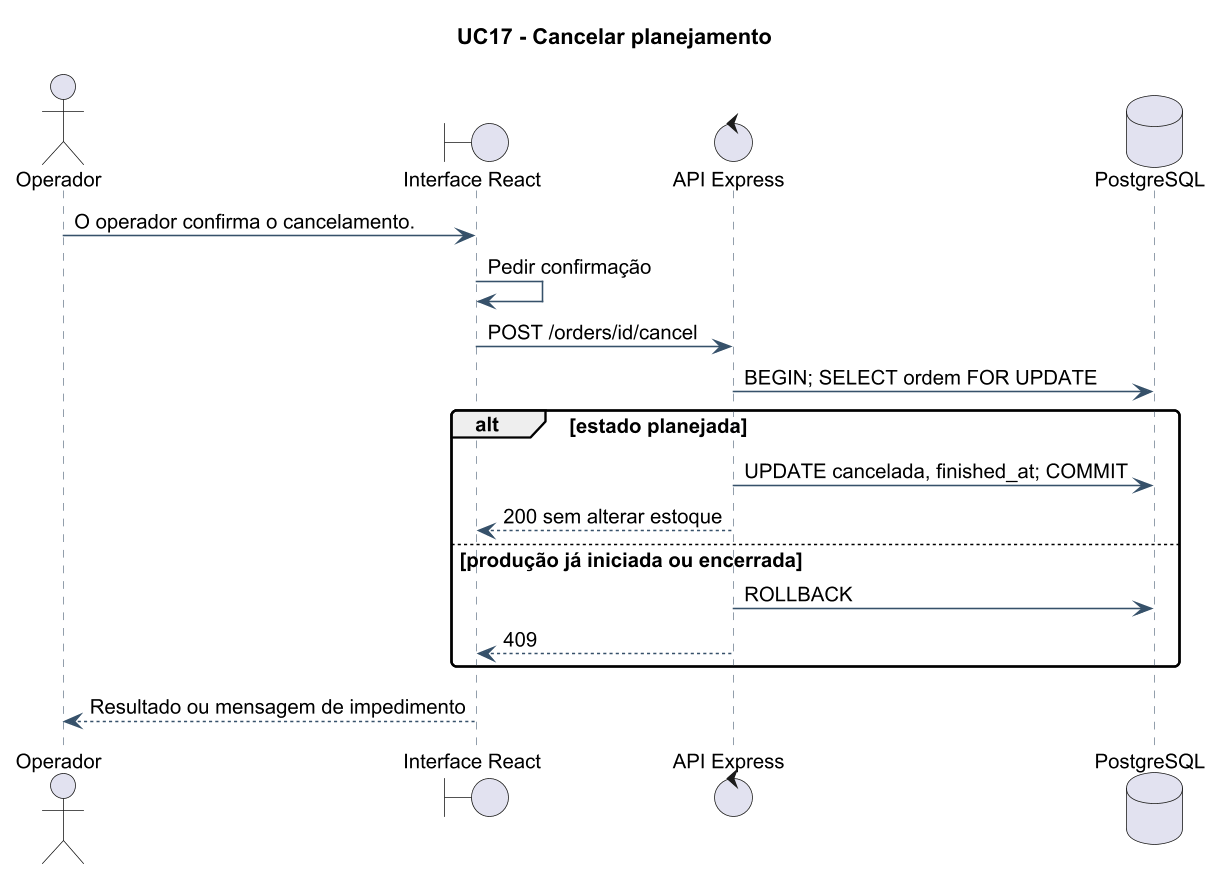 UC17 - Cancelar planejamento
Operador
Interface React
API Express
PostgreSQL
O operador confirma o cancelamento.
Pedir confirmação
POST /orders/id/cancel
BEGIN; SELECT ordem FOR UPDATE
alt
[estado planejada]
UPDATE cancelada, finished_at; COMMIT
200 sem alterar estoque
[produção já iniciada ou encerrada]
ROLLBACK
409
Resultado ou mensagem de impedimento
Operador
Interface React
API Express
PostgreSQL